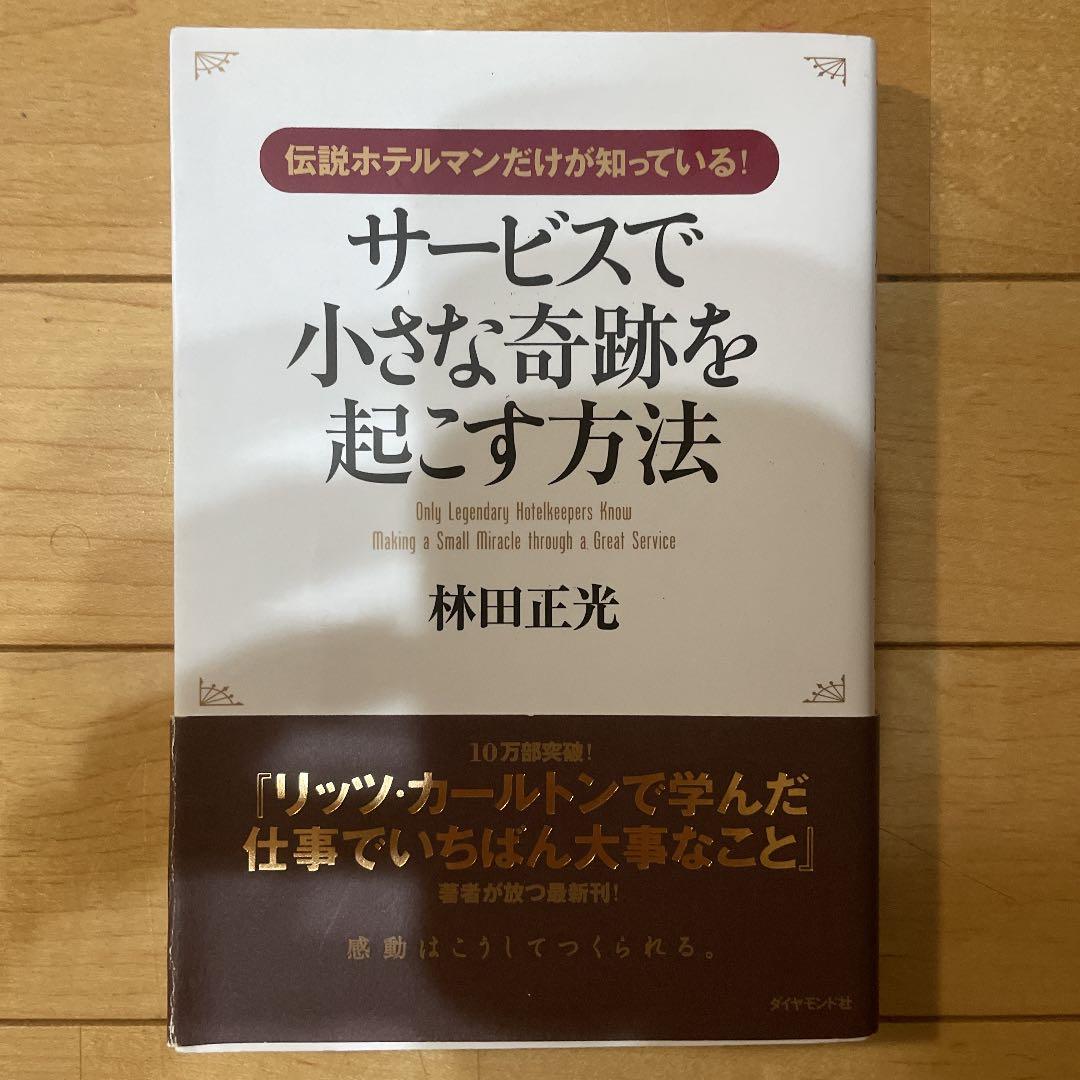 伝説ホテルマンだけが知っている!
サービスで
小さな奇跡を
起こす方法
Only Legendary Hotelkeepers Know
Making a Small Miracle through a Great Service
林田正光
10万部突破!
『リッツ・カールトンで学んだ
仕事でいちばん大事なこと』
著者が放つ最新刊!
感動はこうしてつくられる。
ダイヤモンド社